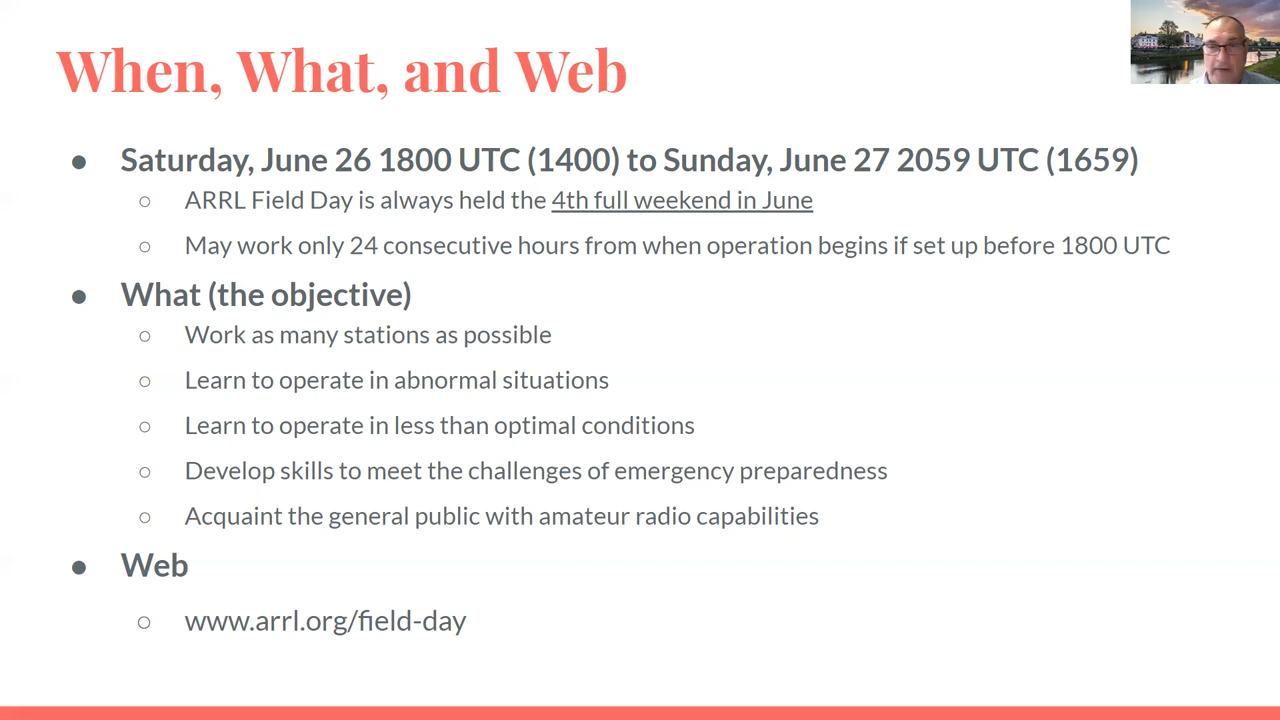 When, What, and Web
● Saturday, June 26 1800 UTC (1400) to Sunday, June 27 2059 UTC (1659)
○ ARRL Field Day is always held the 4th full weekend in June
○ May work only 24 consecutive hours from when operation begins if set up before 1800 UTC
● What (the objective)
○ Work as many stations as possible
○ Learn to operate in abnormal situations
○ Learn to operate in less than optimal conditions
○ Develop skills to meet the challenges of emergency preparedness
○ Acquaint the general public with amateur radio capabilities
● Web
○ www.arrl.org/field-day